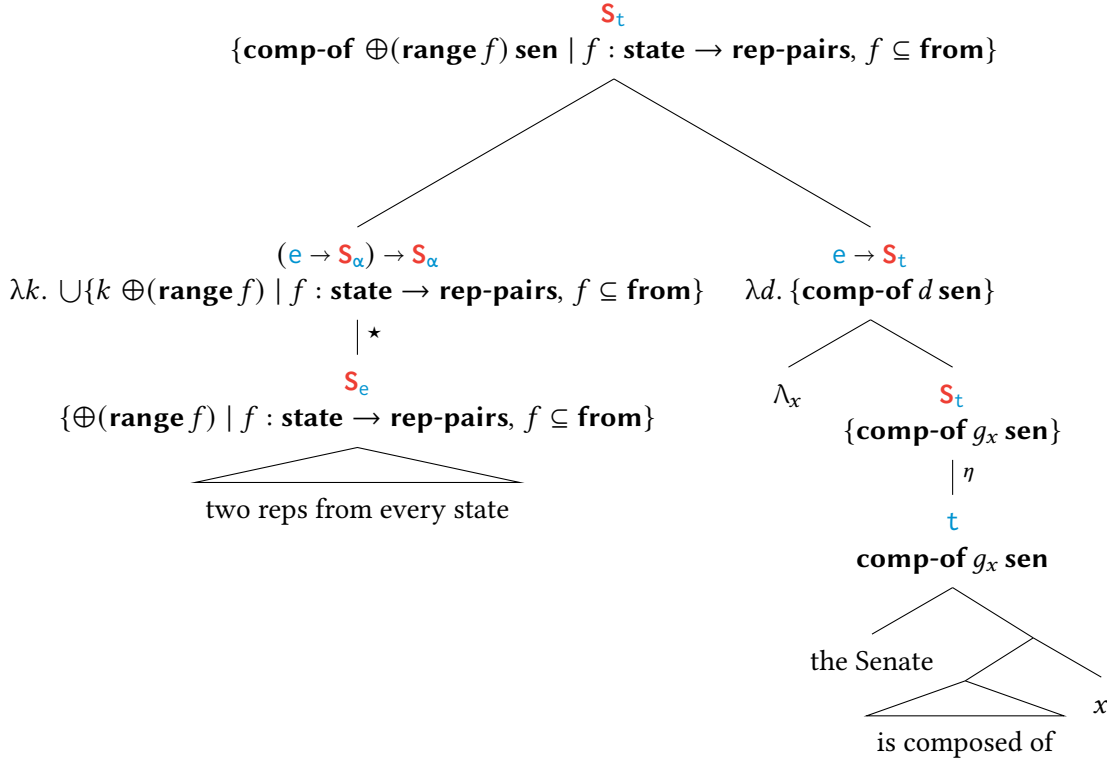 S_t
{comp-of ⊕(range f) sen | f : state → rep-pairs, f ⊆ from}
(e → S_α) → S_α
e → S_t
λk. ⋃{k ⊕(range f) | f : state → rep-pairs, f ⊆ from}
λd. {comp-of d sen}
★
S_e
Λ_x
S_t
{⊕(range f) | f : state → rep-pairs, f ⊆ from}
{comp-of g_x sen}
η
two reps from every state
t
comp-of g_x sen
the Senate
x
is composed of